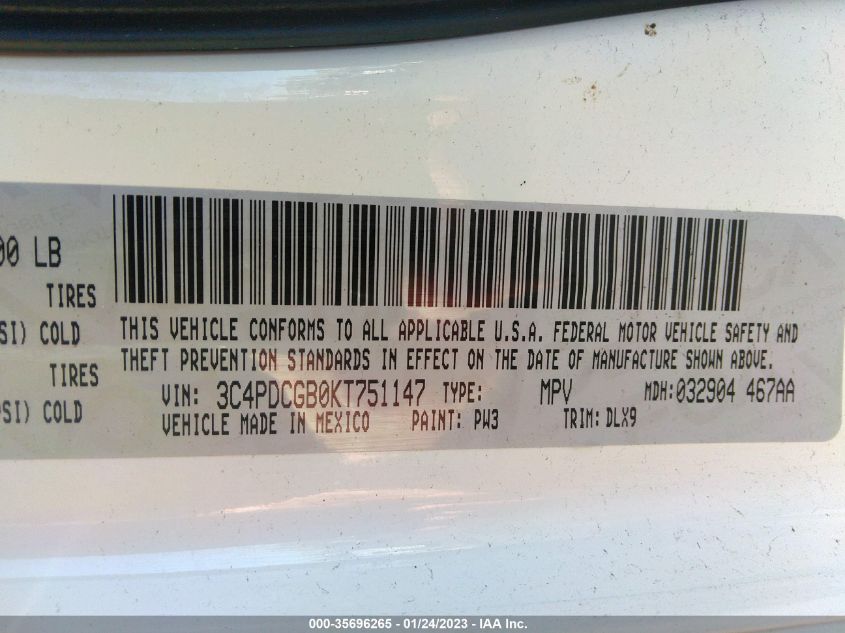 00 LB
TIRES
SI) COLD
TIRES
PSI) COLD
THIS VEHICLE CONFORMS TO ALL APPLICABLE U.S.A. FEDERAL MOTOR VEHICLE SAFETY AND
THEFT PREVENTION STANDARDS IN EFFECT ON THE DATE OF MANUFACTURE SHOWN ABOVE.
VIN: 3C4PDCGB0KT751147 TYPE: MPV MDH:032904 467AA
VEHICLE MADE IN MEXICO PAINT: PW3 TRIM: DLX9
000-35696265 - 01/24/2023 - IAA Inc.